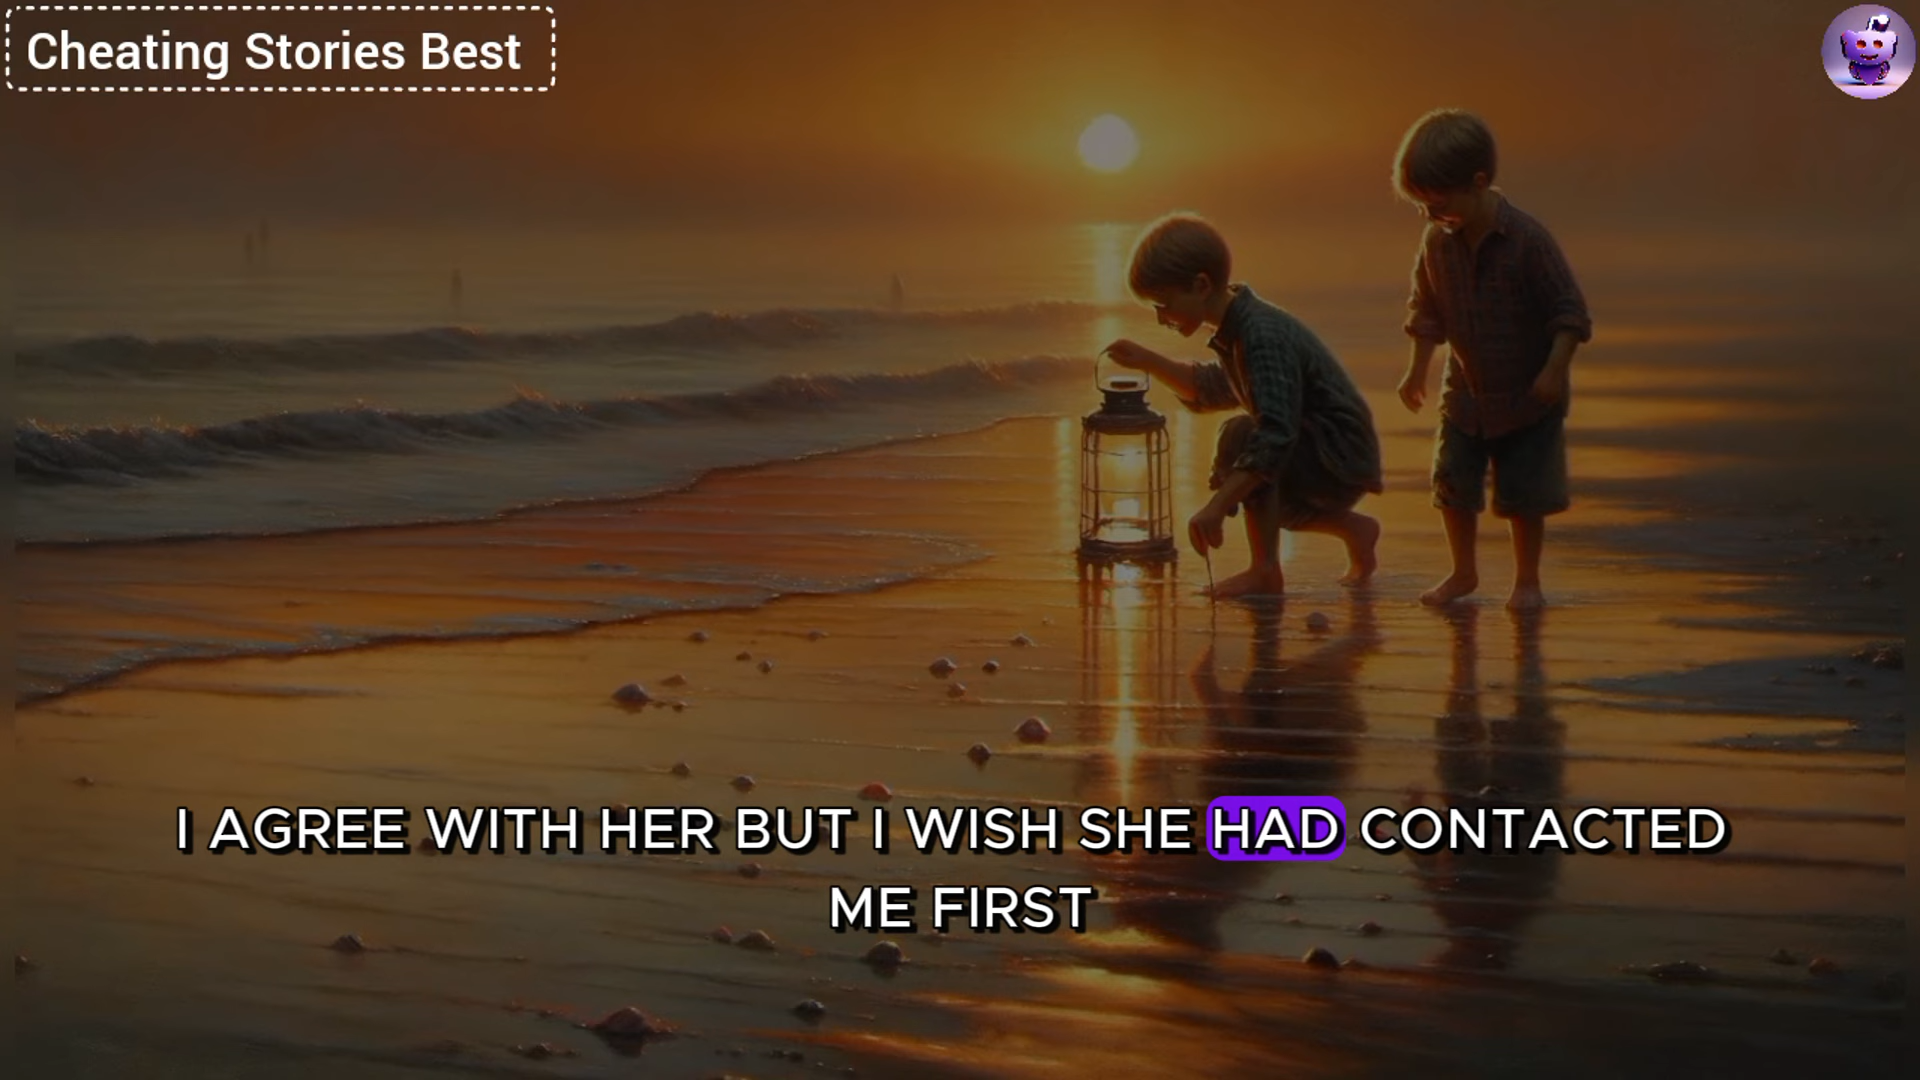 Cheating Stories Best
I AGREE WITH HER BUT I WISH SHE HAD CONTACTED
ME FIRST